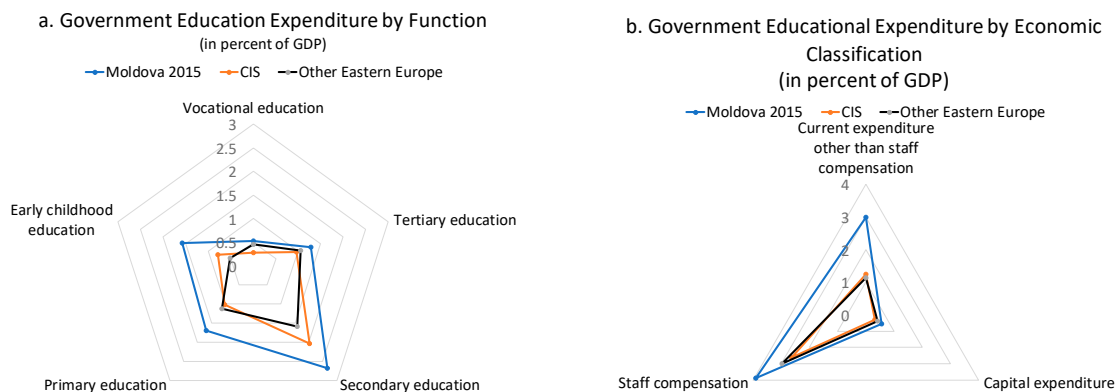 a. Government Education Expenditure by Function
(in percent of GDP)
Moldova 2015 CIS Other Eastern Europe
Vocational education
3
2.5
2
1.5
1
0.5
0
Tertiary education
Secondary education
Primary education
Early childhood
education
b. Government Educational Expenditure by Economic
Classification
(in percent of GDP)
Moldova 2015 CIS Other Eastern Europe
Current expenditure
other than staff
compensation
4
3
2
1
0
Capital expenditure
Staff compensation